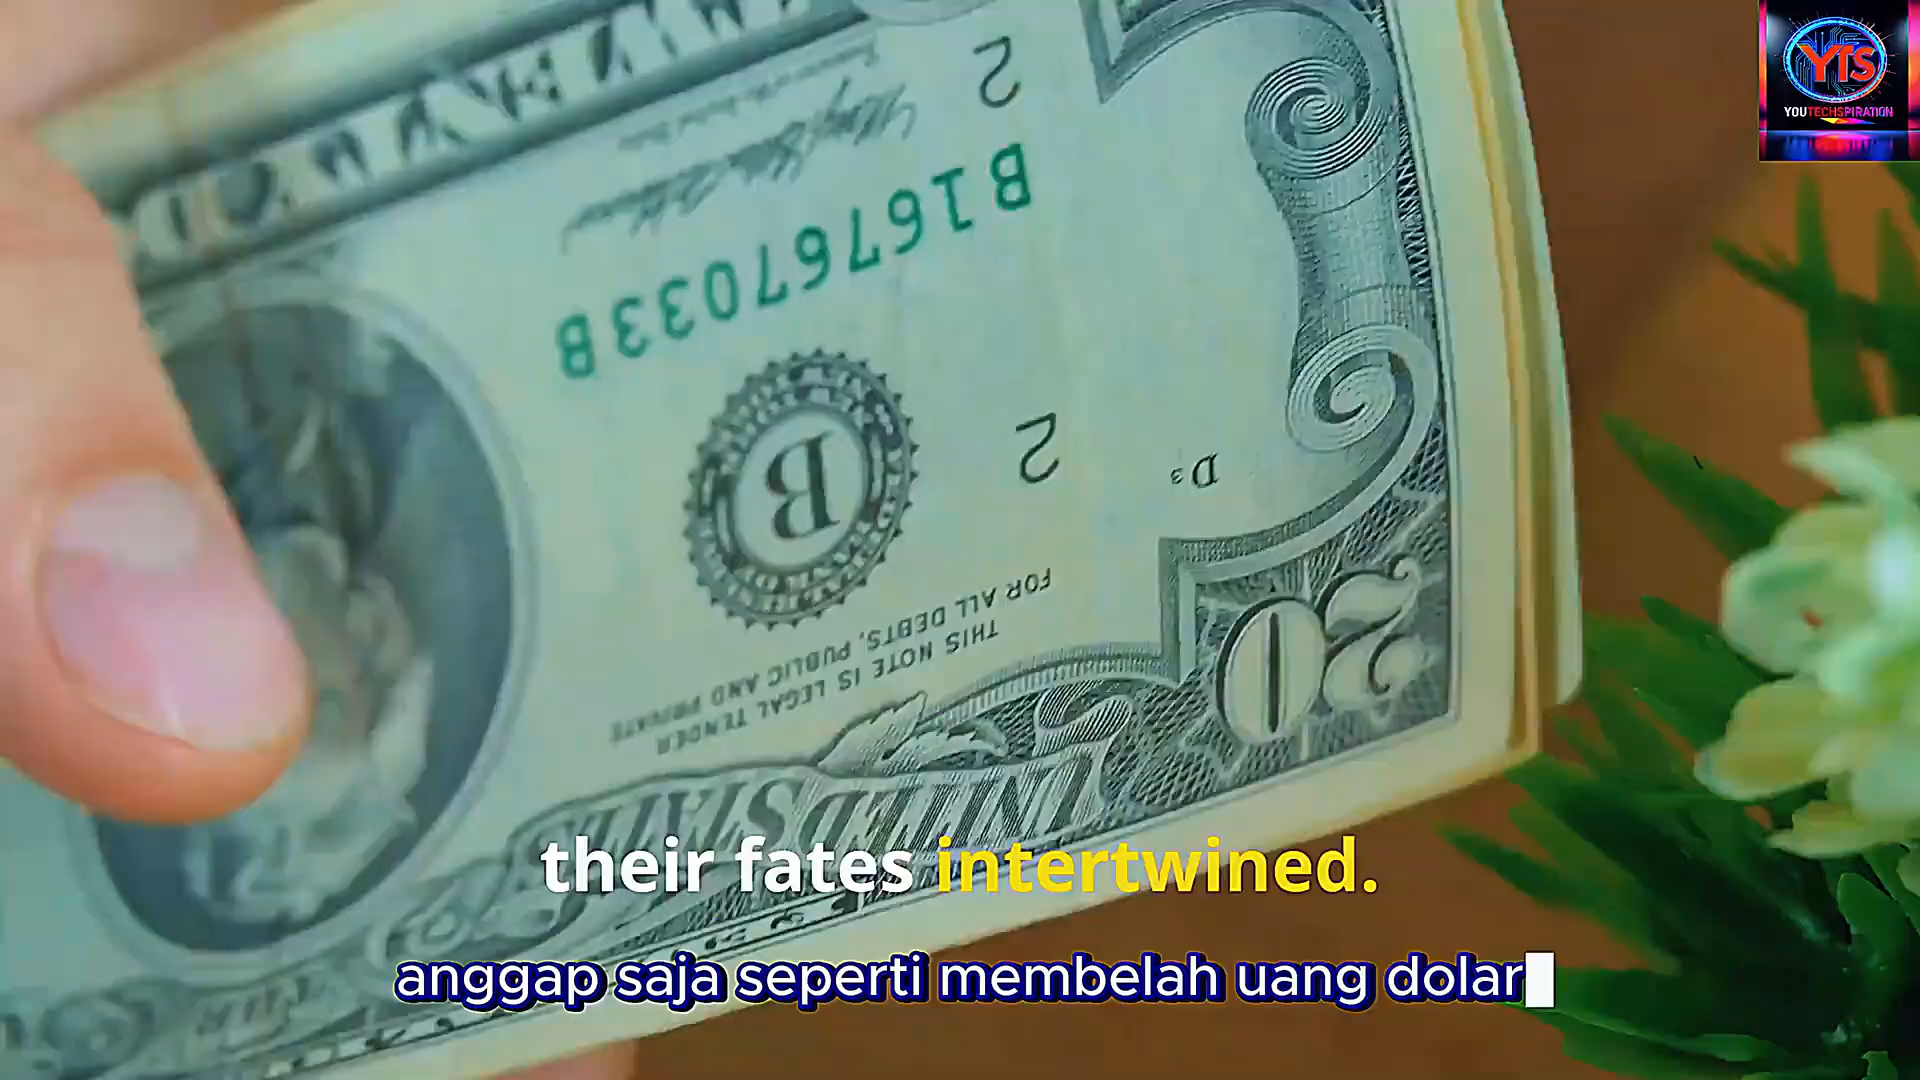 YTS
YOUTECHSPIRATION
2
B16767033B
B
2
D3
FOR ALL DEBTS, PUBLIC AND PRIVATE
THIS NOTE IS LEGAL TENDER
20
UNITED STATES
their fates intertwined.
anggap saja seperti membelah uang dolar